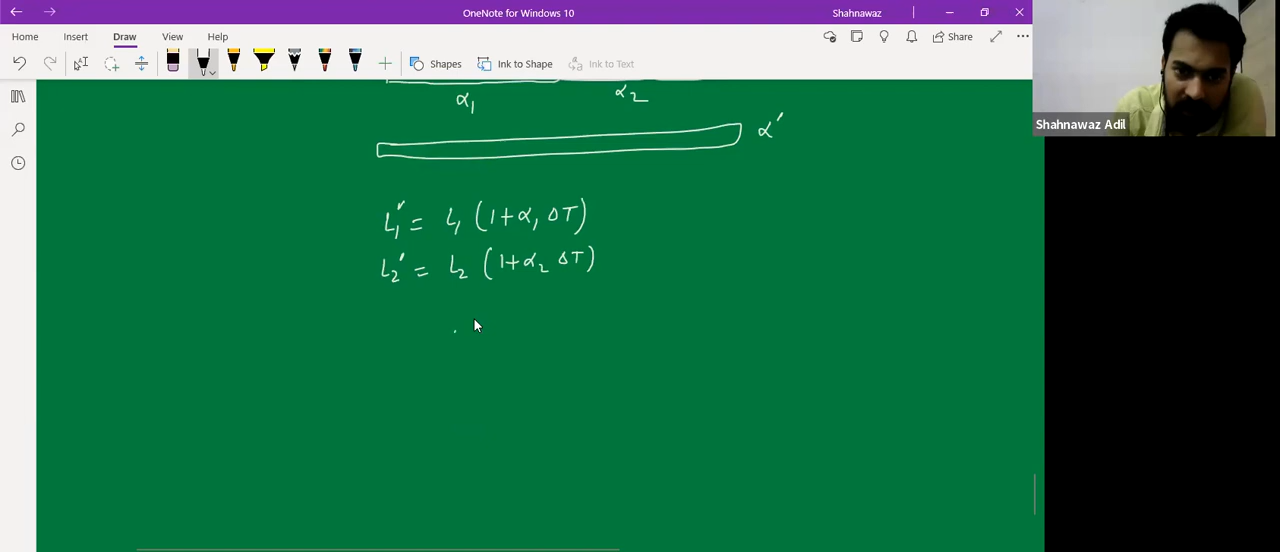 OneNote for Windows 10
Shahnawaz
Home Insert Draw View Help
Share
Shapes
Ink to Shape
Ink to Text
α₁ α₂
α′
L₁′ = L₁ (1+α₁ ΔT)
L₂′ = L₂ (1+α₂ ΔT)
Shahnawaz Adil